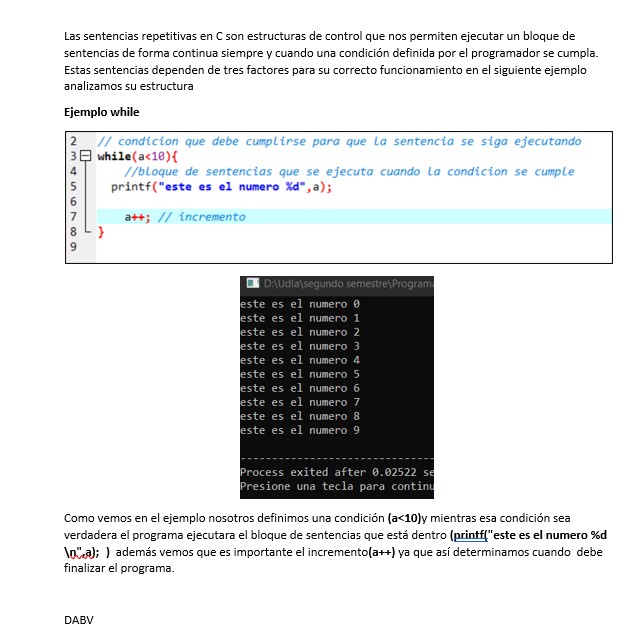 Las sentencias repetitivas en C son estructuras de control que nos permiten ejecutar un bloque de
sentencias de forma continua siempre y cuando una condición definida por el programador se cumpla.
Estas sentencias dependen de tres factores para su correcto funcionamiento en el siguiente ejemplo
analizamos su estructura
Ejemplo while
2 // condicion que debe cumplirse para que la sentencia se siga ejecutando
3 while(a<10){
4 //bloque de sentencias que se ejecuta cuando la condicion se cumple
5 printf("este es el numero %d",a);
6
7 a++; // incremento
8 }
9
D:\Udla\segundo semestre\Program
este es el numero 0
este es el numero 1
este es el numero 2
este es el numero 3
este es el numero 4
este es el numero 5
este es el numero 6
este es el numero 7
este es el numero 8
este es el numero 9
--------------------------------
Process exited after 0.02522 se
Presione una tecla para continu
Como vemos en el ejemplo nosotros definimos una condición (a<10)y mientras esa condición sea
verdadera el programa ejecutara el bloque de sentencias que está dentro (printf("este es el numero %d
\n",a); ) además vemos que es importante el incremento(a++) ya que así determinamos cuando debe
finalizar el programa.
DABV